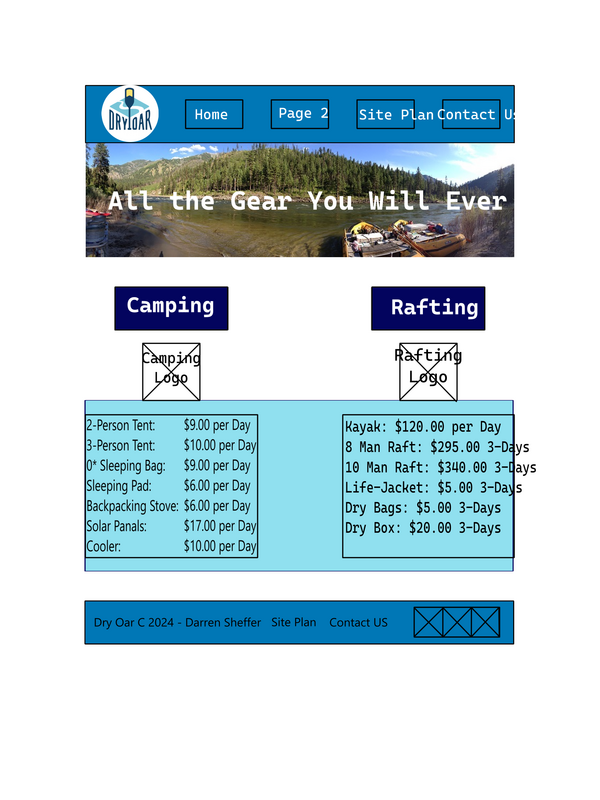 DRY OAR
Home
Page 2
Site Plan
Contact Us
All the Gear You Will Ever
Camping
Rafting
Camping
Logo
Rafting
Logo
2-Person Tent: $9.00 per Day
3-Person Tent: $10.00 per Day
0* Sleeping Bag: $9.00 per Day
Sleeping Pad: $6.00 per Day
Backpacking Stove: $6.00 per Day
Solar Panals: $17.00 per Day
Cooler: $10.00 per Day
Kayak: $120.00 per Day
8 Man Raft: $295.00 3-Days
10 Man Raft: $340.00 3-Days
Life-Jacket: $5.00 3-Days
Dry Bags: $5.00 3-Days
Dry Box: $20.00 3-Days
Dry Oar C 2024 - Darren Sheffer Site Plan Contact US